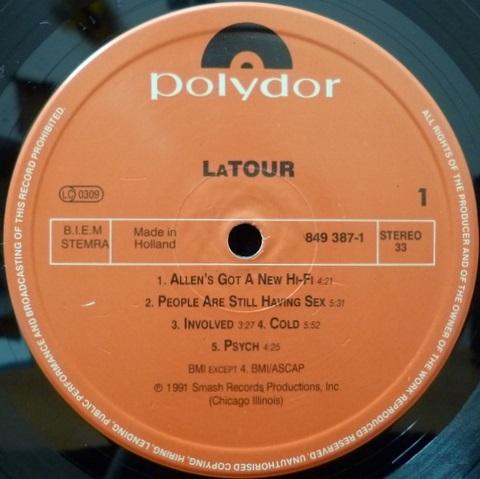 polydor
LATOUR
LC 0309
1
B.I.E.M
STEMRA
Made in
Holland
849 387-1
STEREO
33
1. ALLEN'S GOT A NEW HI-FI 4:21
2. PEOPLE ARE STILL HAVING SEX 5:31
3. INVOLVED 3:27 4. COLD 5:52
5. PSYCH 4:25
BMI EXCEPT 4. BMI/ASCAP
℗ 1991 Smash Records Productions, Inc
(Chicago Illinois)
ALL RIGHTS OF THE PRODUCER AND OF THE OWNER OF THE WORK REPRODUCED RESERVED. UNAUTHORISED COPYING, HIRING, LENDING, PUBLIC PERFORMANCE AND BROADCASTING OF THIS RECORD PROHIBITED.